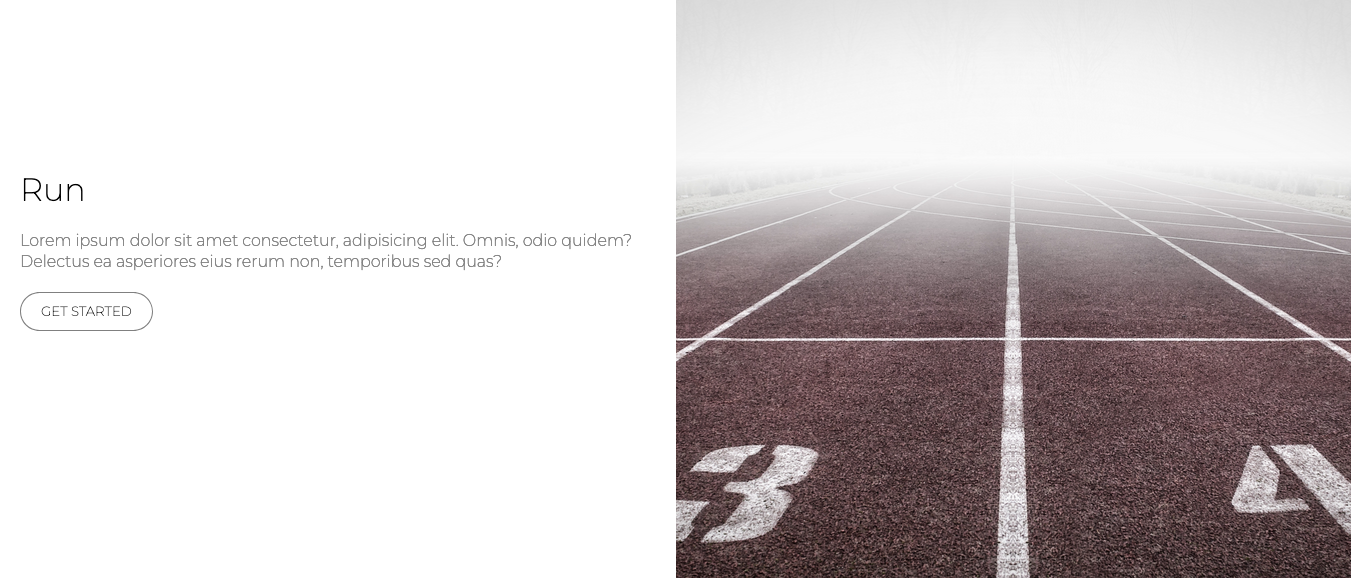 Run
Lorem ipsum dolor sit amet consectetur, adipisicing elit. Omnis, odio quidem?
Delectus ea asperiores eius rerum non, temporibus sed quas?
GET STARTED
3 4